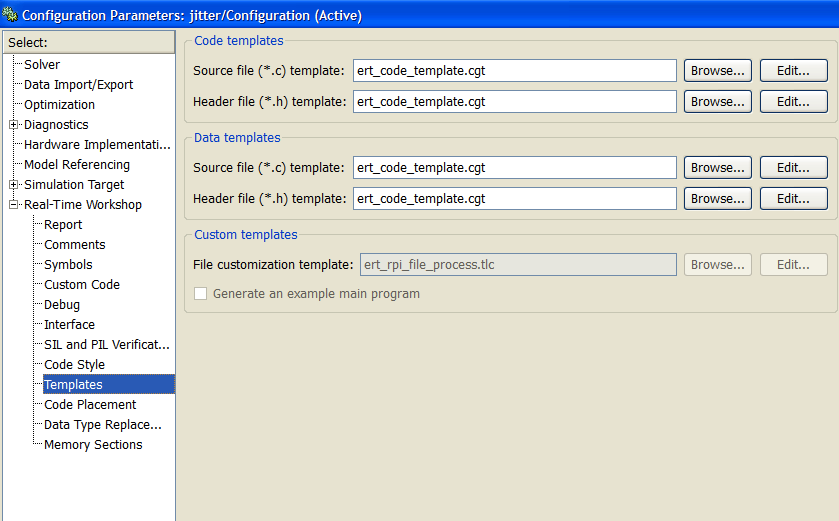 Configuration Parameters: jitter/Configuration (Active)
Select:
Solver
Data Import/Export
Optimization
Diagnostics
Hardware Implementati...
Model Referencing
Simulation Target
Real-Time Workshop
Report
Comments
Symbols
Custom Code
Debug
Interface
SIL and PIL Verificat...
Code Style
Templates
Code Placement
Data Type Replace...
Memory Sections
Code templates
Source file (*.c) template: ert_code_template.cgt Browse... Edit...
Header file (*.h) template: ert_code_template.cgt Browse... Edit...
Data templates
Source file (*.c) template: ert_code_template.cgt Browse... Edit...
Header file (*.h) template: ert_code_template.cgt Browse... Edit...
Custom templates
File customization template: ert_rpi_file_process.tlc Browse... Edit...
Generate an example main program